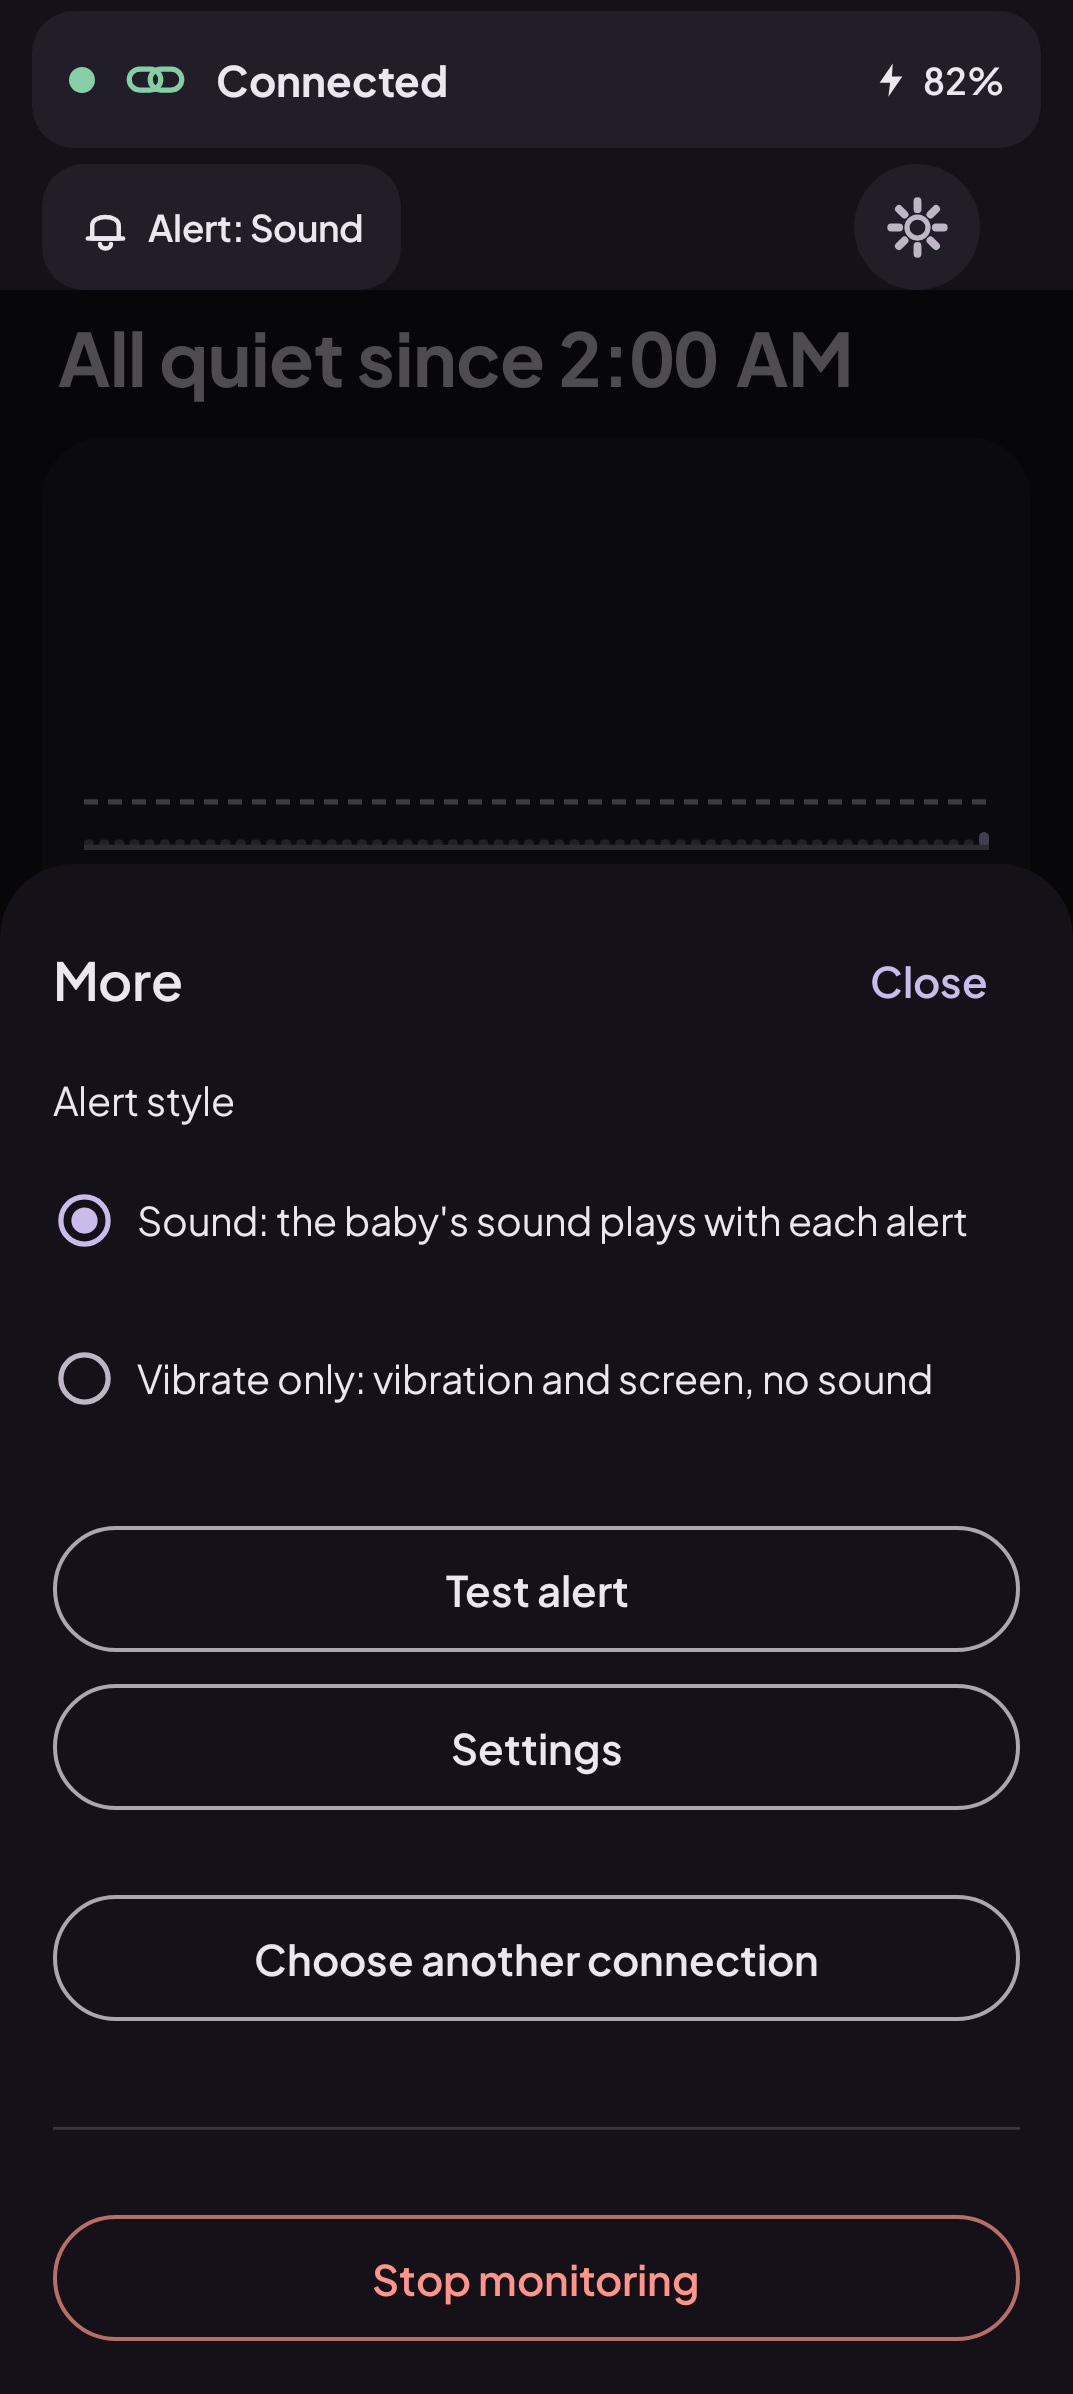 Connected
82%
Alert: Sound
All quiet since 2:00 AM
More
Close
Alert style
Sound: the baby's sound plays with each alert
Vibrate only: vibration and screen, no sound
Test alert
Settings
Choose another connection
Stop monitoring